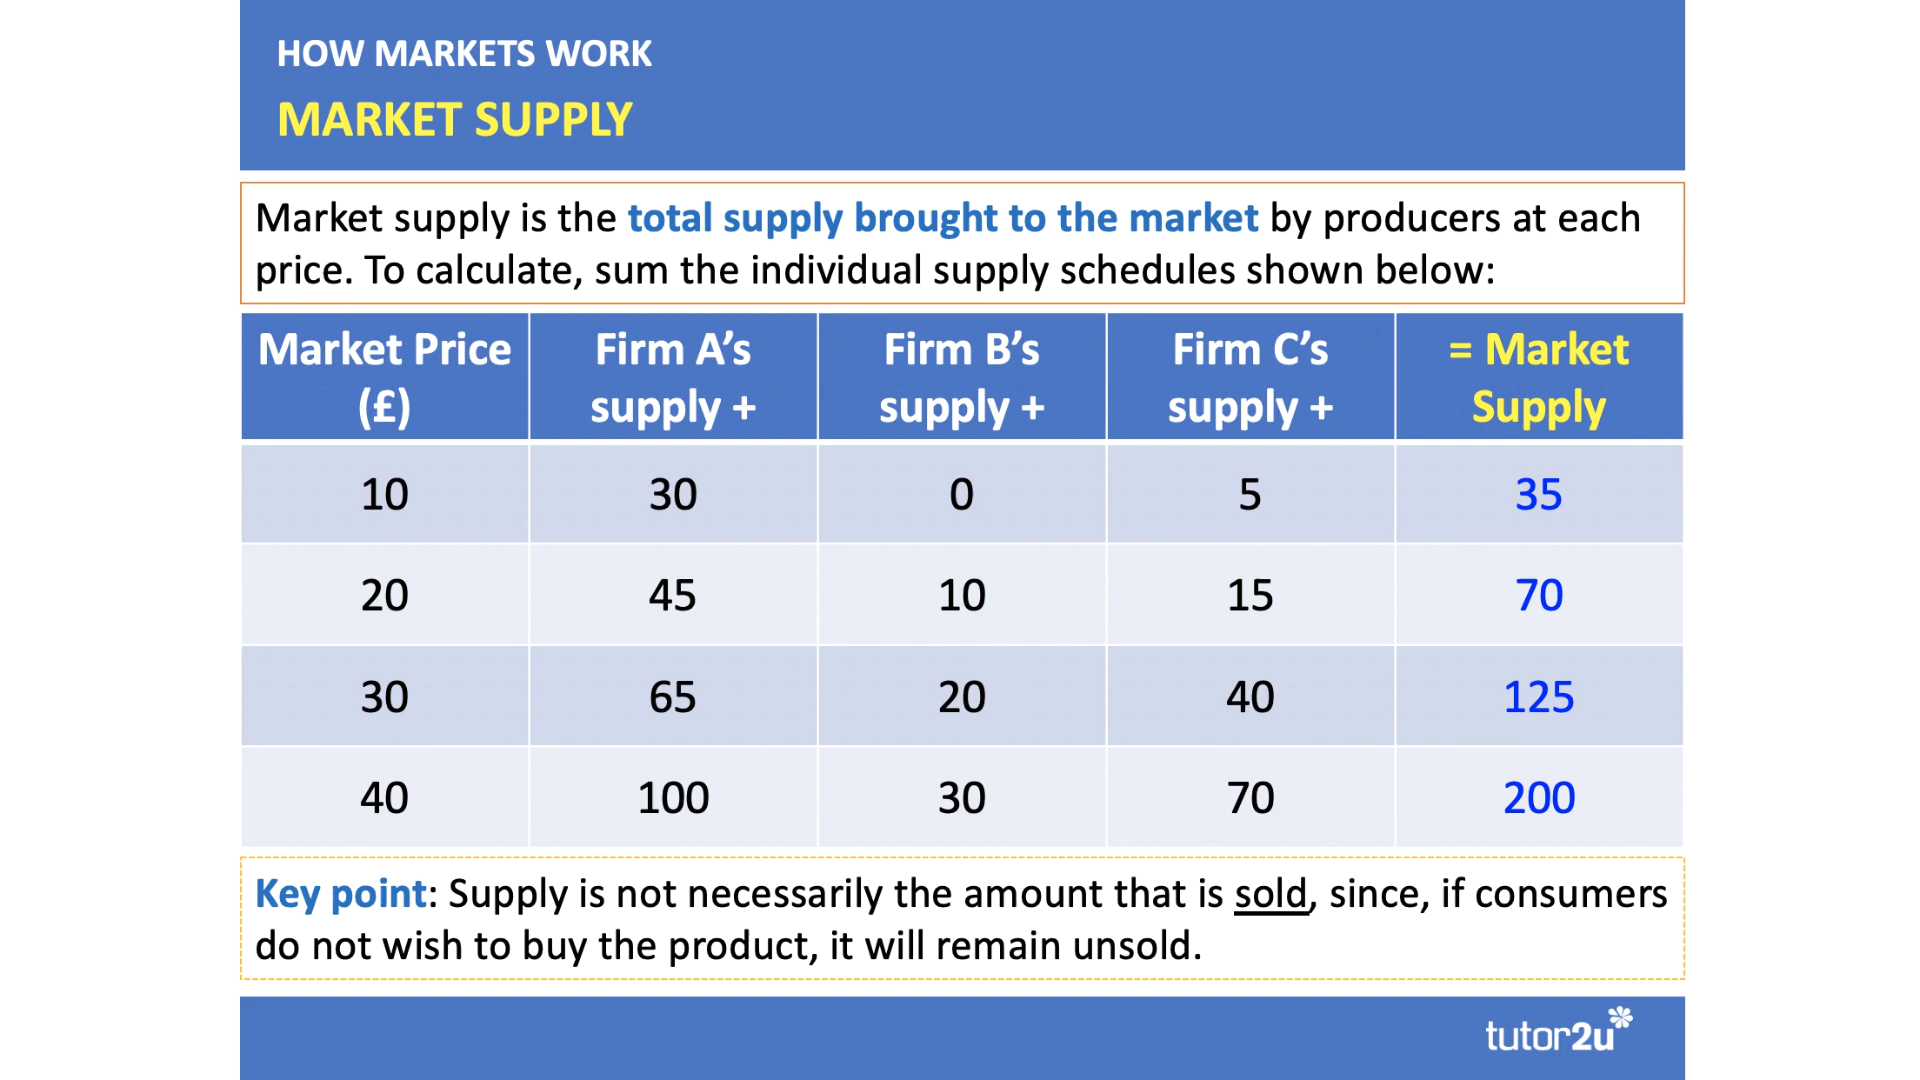 HOW MARKETS WORK
MARKET SUPPLY
Market supply is the total supply brought to the market by producers at each
price. To calculate, sum the individual supply schedules shown below:
Market Price (£) Firm A’s supply + Firm B’s supply + Firm C’s supply + = Market Supply
10 30 0 5 35
20 45 10 15 70
30 65 20 40 125
40 100 30 70 200
Key point: Supply is not necessarily the amount that is sold, since, if consumers
do not wish to buy the product, it will remain unsold.
tutor2u